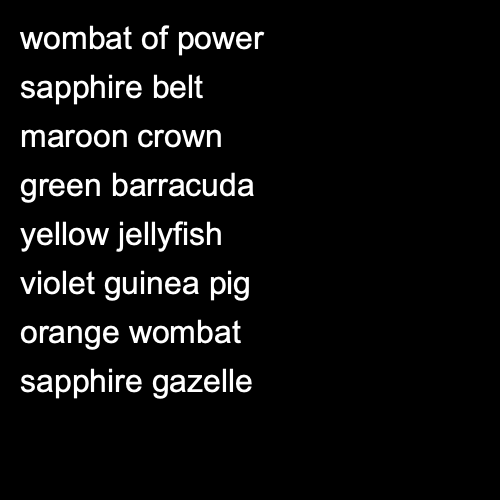 wombat of power
sapphire belt
maroon crown
green barracuda
yellow jellyfish
violet guinea pig
orange wombat
sapphire gazelle